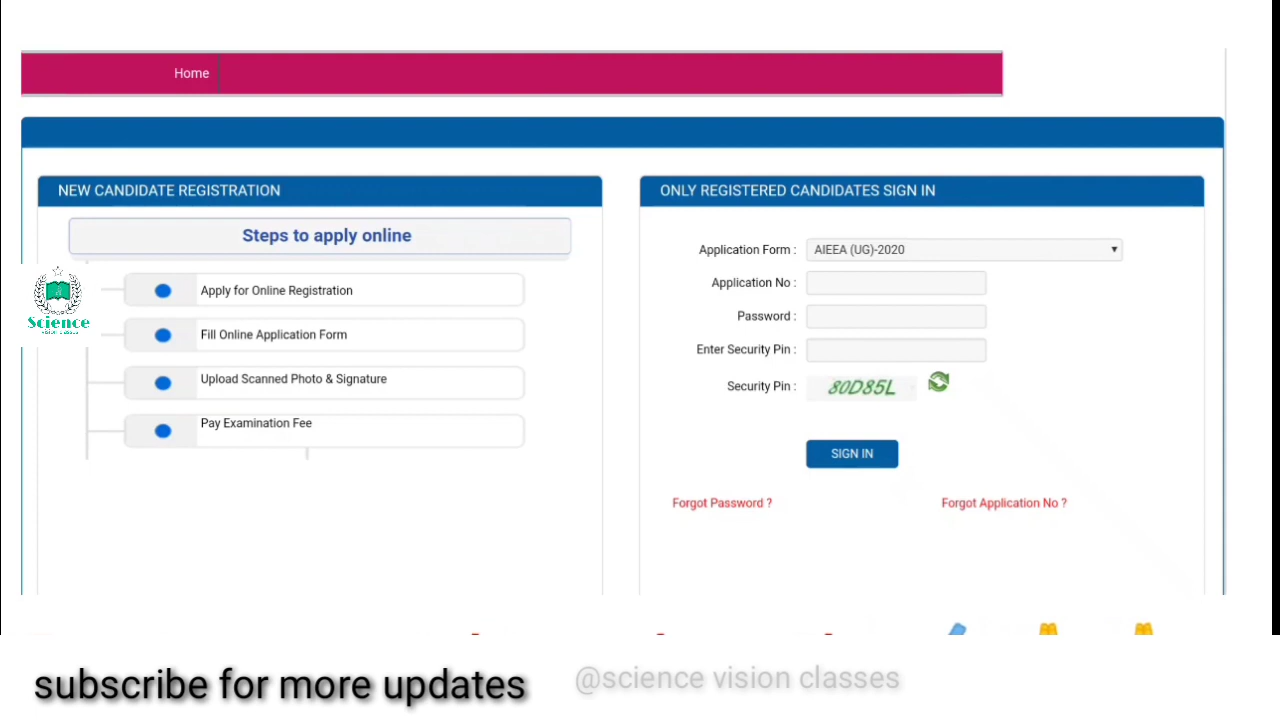 Home
NEW CANDIDATE REGISTRATION
Steps to apply online
Apply for Online Registration
Fill Online Application Form
Upload Scanned Photo & Signature
Pay Examination Fee
Science
ONLY REGISTERED CANDIDATES SIGN IN
Application Form : AIEEA (UG)-2020
Application No :
Password :
Enter Security Pin :
Security Pin : 80D85L
SIGN IN
Forgot Password ? Forgot Application No ?
subscribe for more updates @science vision classes